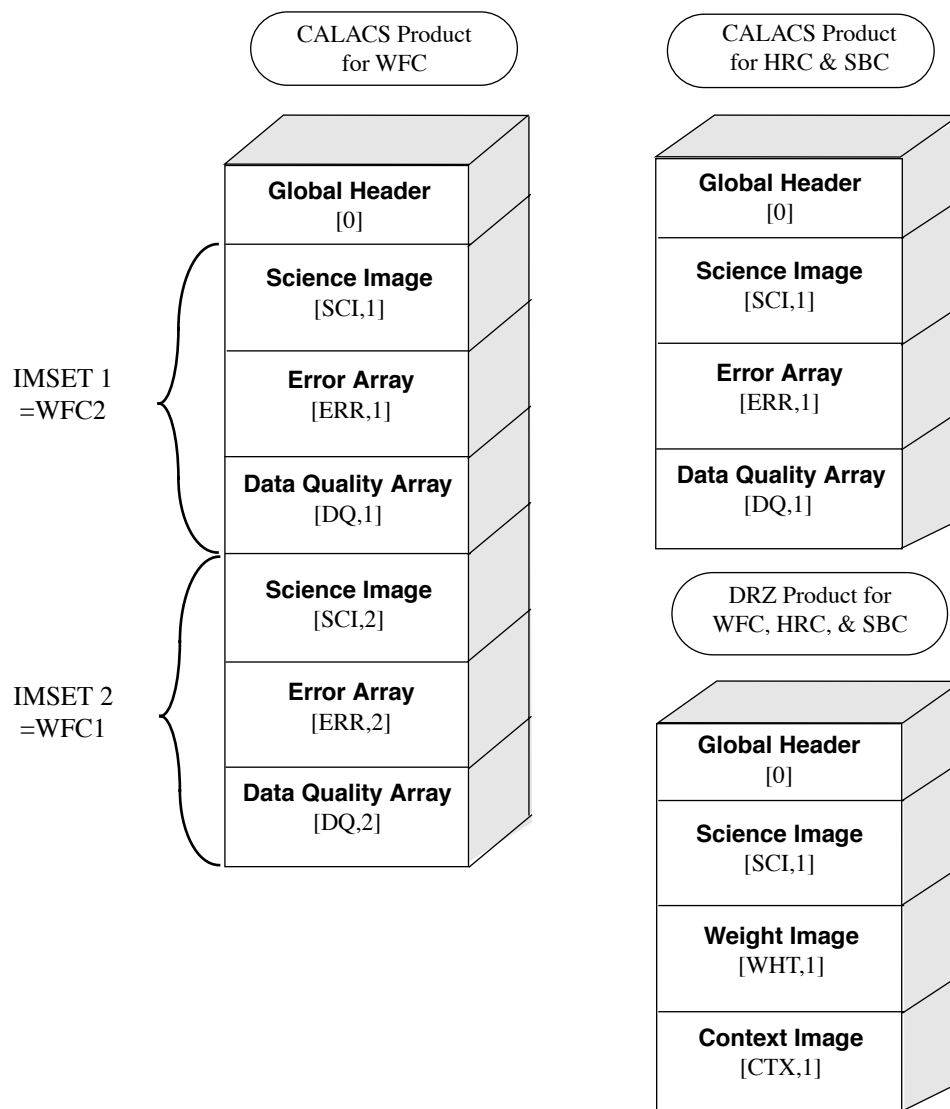 CALACS Product
for WFC
Global Header
[0]
Science Image
[SCI,1]
Error Array
[ERR,1]
Data Quality Array
[DQ,1]
Science Image
[SCI,2]
Error Array
[ERR,2]
Data Quality Array
[DQ,2]
IMSET 1
=WFC2
IMSET 2
=WFC1
CALACS Product
for HRC & SBC
Global Header
[0]
Science Image
[SCI,1]
Error Array
[ERR,1]
Data Quality Array
[DQ,1]
DRZ Product for
WFC, HRC, & SBC
Global Header
[0]
Science Image
[SCI,1]
Weight Image
[WHT,1]
Context Image
[CTX,1]